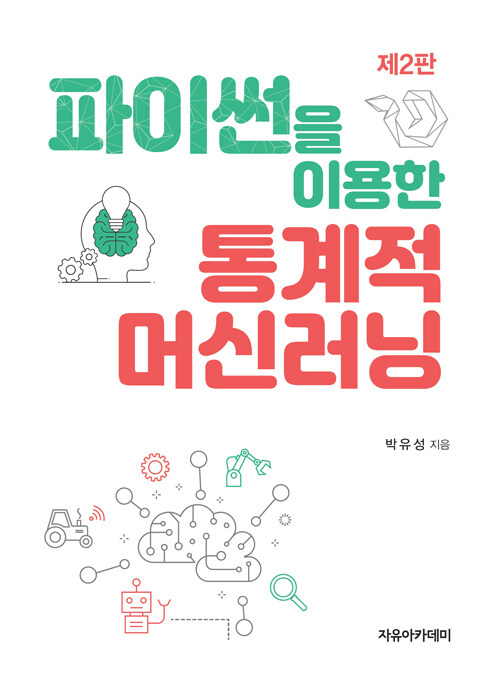 제2판
파이썬을
이용한
통계적
머신러닝
박유성 지음
자유아카데미